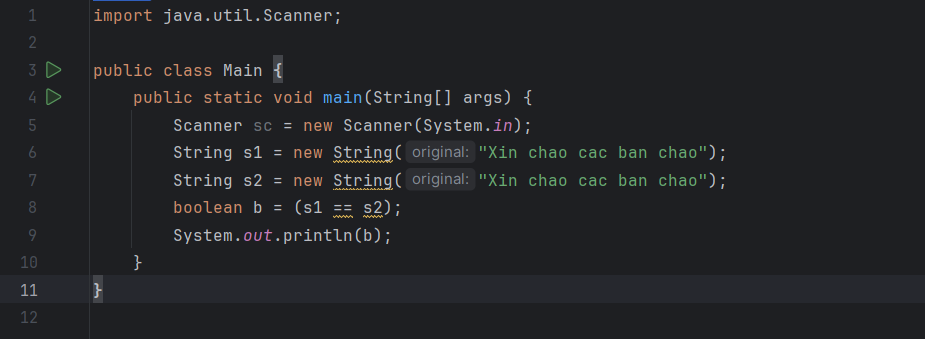 1 import java.util.Scanner;
2
3 public class Main {
4 public static void main(String[] args) {
5 Scanner sc = new Scanner(System.in);
6 String s1 = new String( original: "Xin chao cac ban chao");
7 String s2 = new String( original: "Xin chao cac ban chao");
8 boolean b = (s1 == s2);
9 System.out.println(b);
10 }
11 }
12